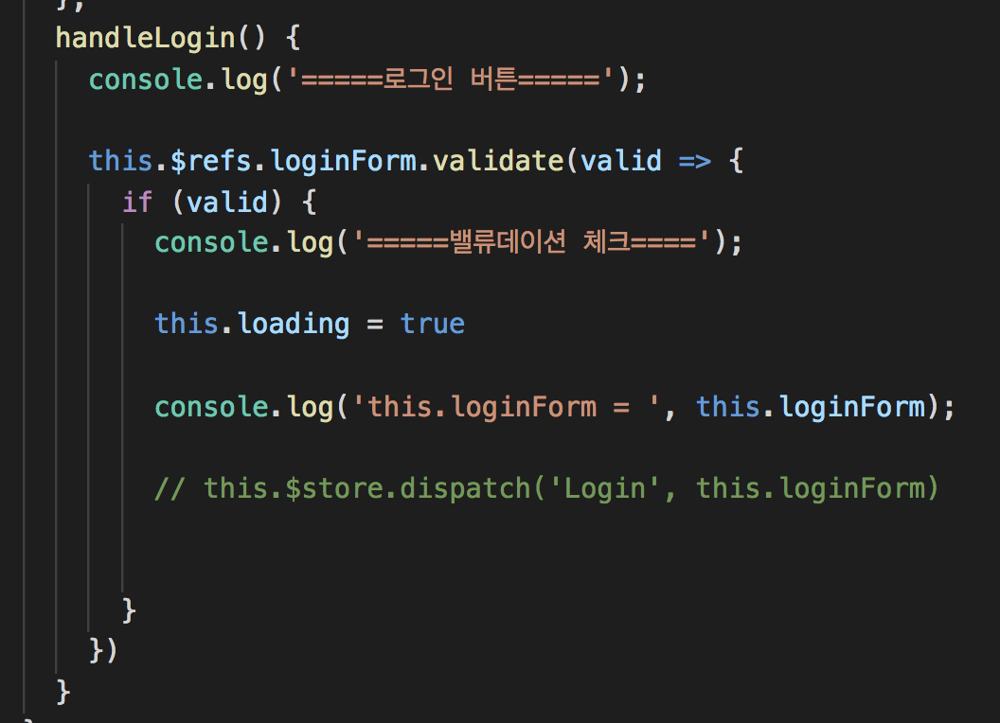 },
handleLogin() {
console.log('=====로그인 버튼=====');
this.$refs.loginForm.validate(valid => {
if (valid) {
console.log('=====밸류데이션 체크====');
this.loading = true
console.log('this.loginForm = ', this.loginForm);
// this.$store.dispatch('Login', this.loginForm)
}
})
}